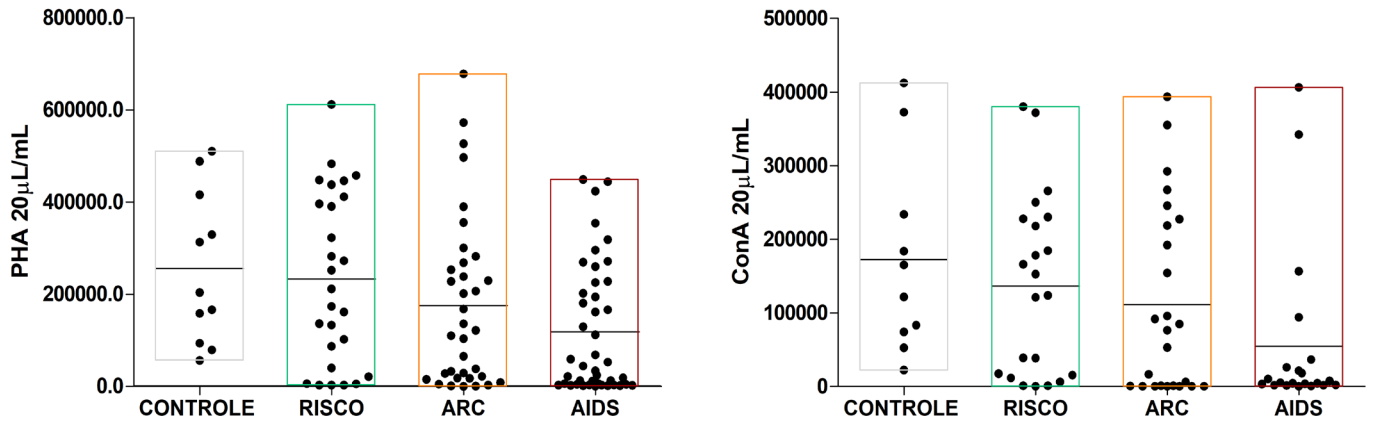 PHA 20μL/mL
800000.0
600000.0
400000.0
200000.0
0.0
CONTROLE RISCO ARC AIDS
ConA 20μL/mL
500000
400000
300000
200000
100000
0
CONTROLE RISCO ARC AIDS